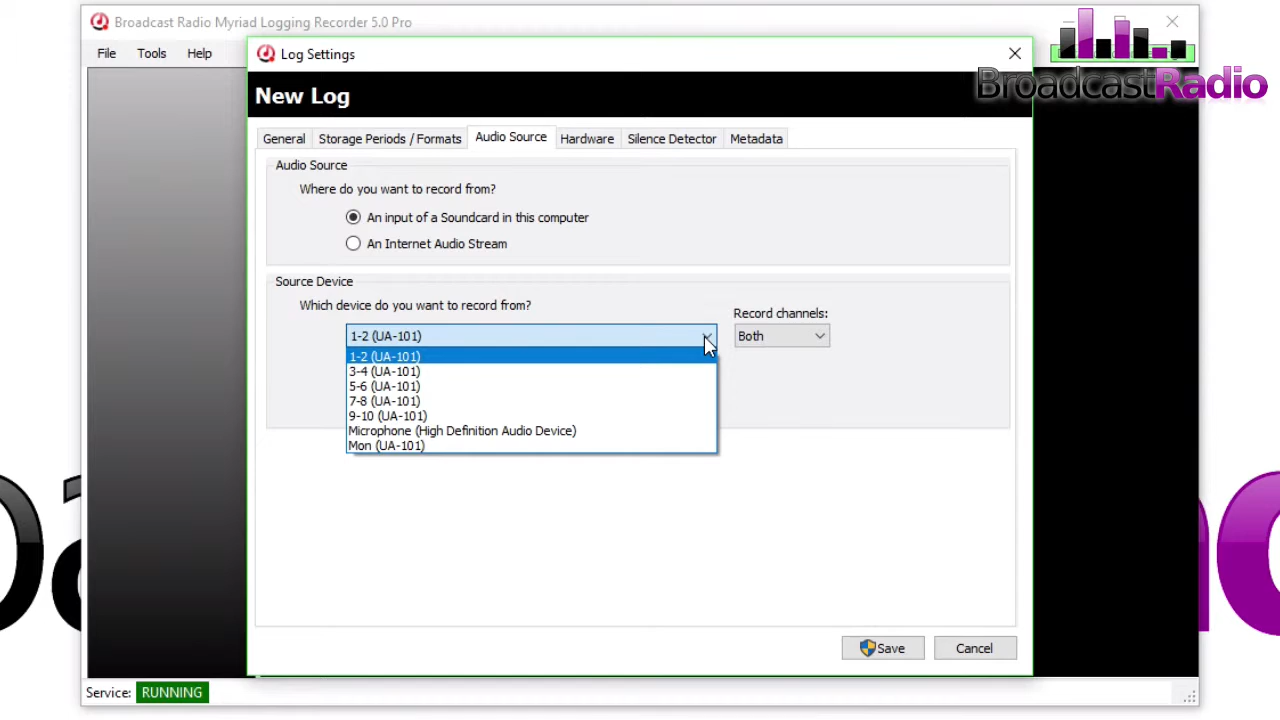 Broadcast Radio Myriad Logging Recorder 5.0 Pro
BroadcastRadio
File Tools Help
Log Settings
New Log
General Storage Periods / Formats Audio Source Hardware Silence Detector Metadata
Audio Source
Where do you want to record from?
An input of a Soundcard in this computer
An Internet Audio Stream
Source Device
Which device do you want to record from?
Record channels:
1-2 (UA-101)
Both
1-2 (UA-101)
3-4 (UA-101)
5-6 (UA-101)
7-8 (UA-101)
9-10 (UA-101)
Microphone (High Definition Audio Device)
Mon (UA-101)
Save Cancel
Service: RUNNING